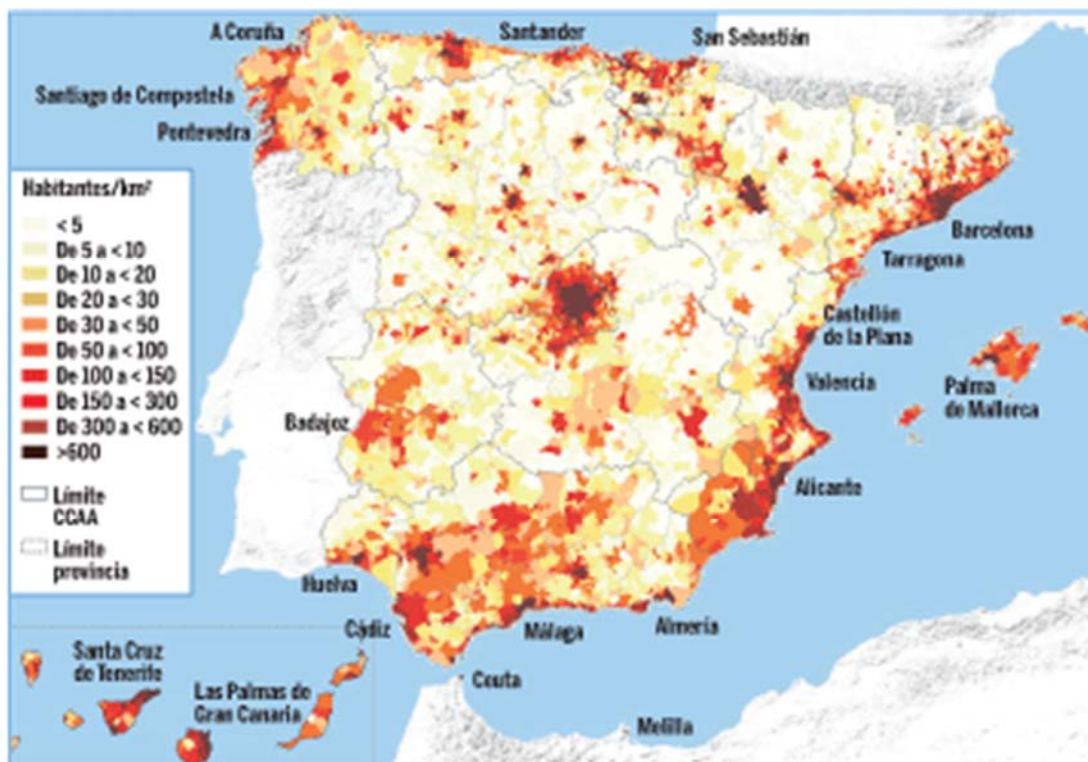 A Coruña
Santander
San Sebastián
Santiago de Compostela
Pontevedra
Habitantes/km²
< 5
De 5 a < 10
De 10 a < 20
De 20 a < 30
De 30 a < 50
De 50 a < 100
De 100 a < 150
De 150 a < 300
De 300 a < 600
>600
Límite
CCAA
Límite
provincia
Barcelona
Tarragona
Castellón
de la Plana
Valencia
Palma
de Mallorca
Badajoz
Alicante
Huelva
Cádiz
Málaga
Almería
Ceuta
Melilla
Santa Cruz
de Tenerife
Las Palmas de
Gran Canaria